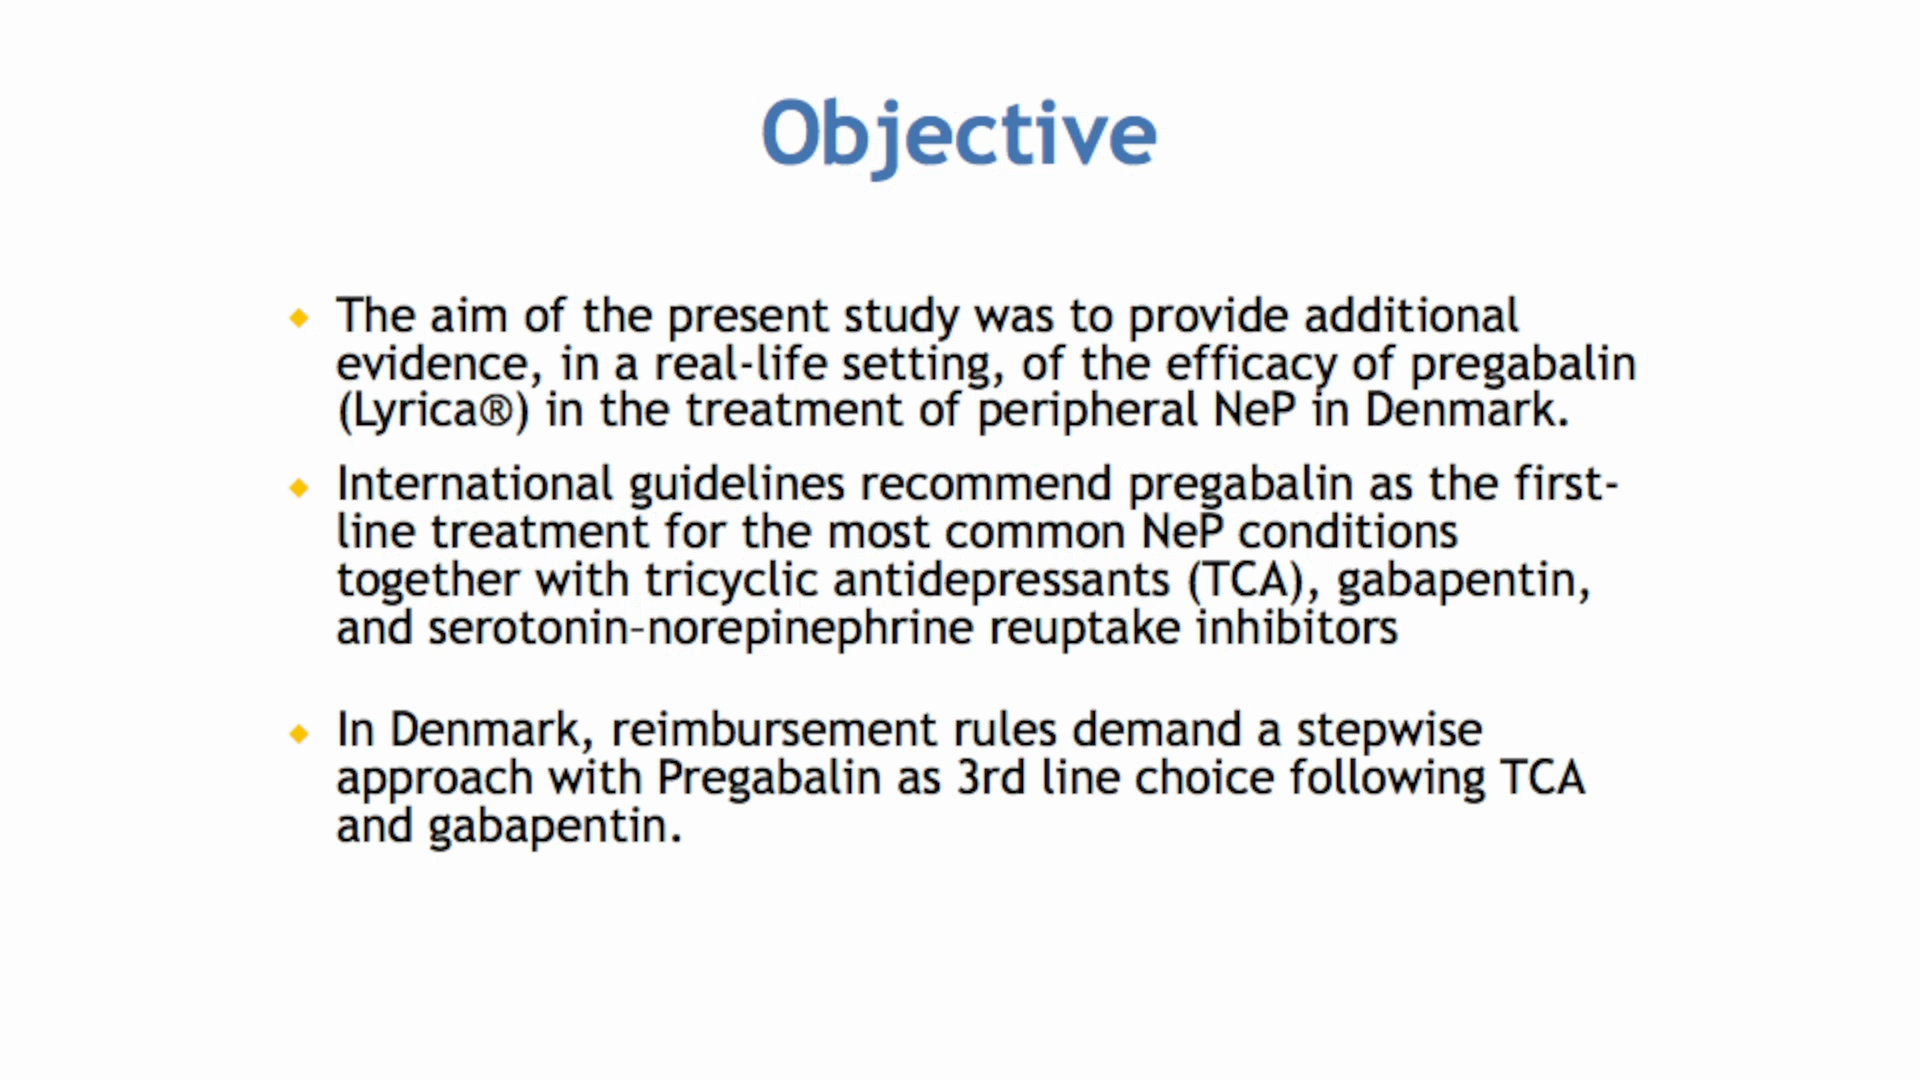 Objective
The aim of the present study was to provide additional
evidence, in a real-life setting, of the efficacy of pregabalin
(Lyrica®) in the treatment of peripheral NeP in Denmark.
International guidelines recommend pregabalin as the first-
line treatment for the most common NeP conditions
together with tricyclic antidepressants (TCA), gabapentin,
and serotonin–norepinephrine reuptake inhibitors
In Denmark, reimbursement rules demand a stepwise
approach with Pregabalin as 3rd line choice following TCA
and gabapentin.